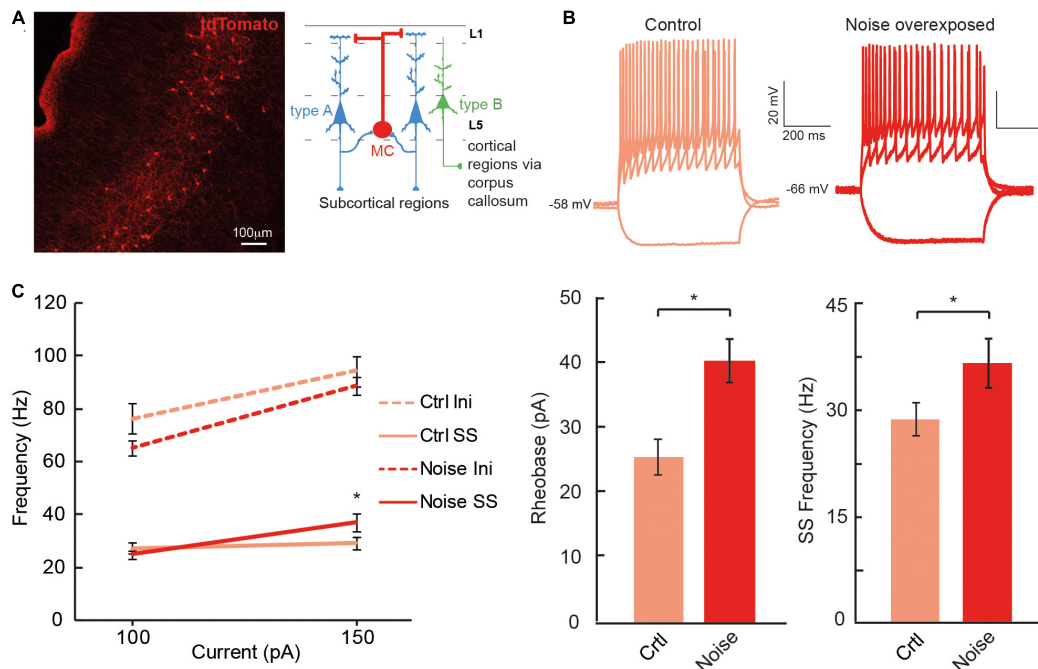 A
tdTomato
100μm
L1
type A
type B
L5
MC
cortical
regions via
corpus
callosum
Subcortical regions
B
Control
Noise overexposed
20 mV
200 ms
-58 mV
-66 mV
C
Frequency (Hz)
120
100
80
60
40
20
0
*
100
150
Current (pA)
Ctrl Ini
Ctrl SS
Noise Ini
Noise SS
Rheobase (pA)
50
40
30
20
10
0
*
Crtl
Noise
SS Frequency (Hz)
45
30
15
0
*
Crtl
Noise